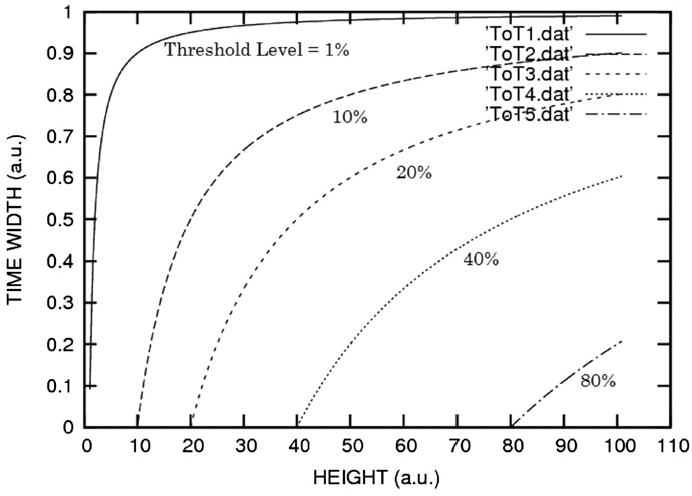 1
0.9
0.8
0.7
0.6
0.5
0.4
0.3
0.2
0.1
0
TIME WIDTH (a.u.)
Threshold Level = 1%
10%
20%
40%
80%
'ToT1.dat'
'ToT2.dat'
'ToT3.dat'
'ToT4.dat'
'ToT5.dat'
0 10 20 30 40 50 60 70 80 90 100 110
HEIGHT (a.u.)